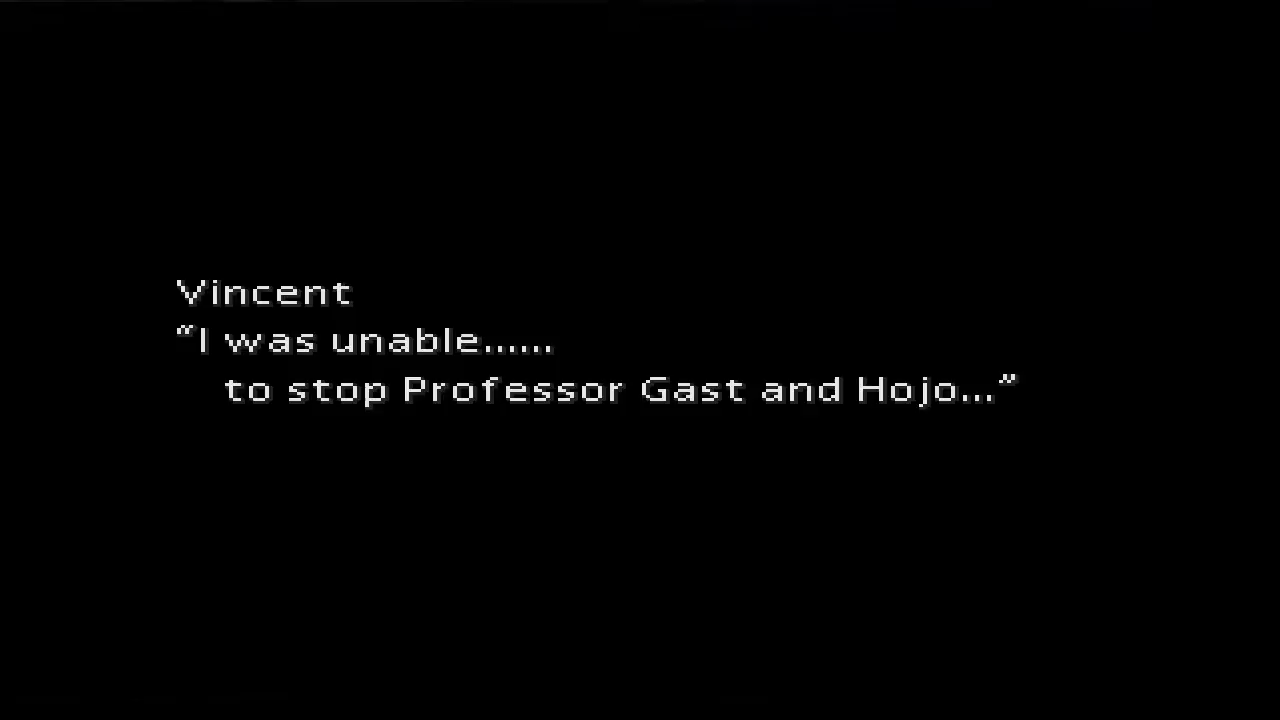 Vincent
“I was unable......
to stop Professor Gast and Hojo...”